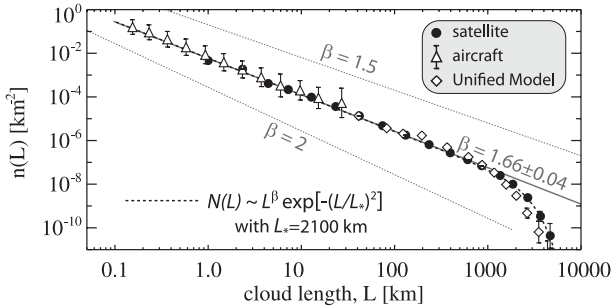 10^0
10^-2
10^-4
10^-6
10^-8
10^-10
n(L) [km^-2]
β = 1.5
β = 2
β = 1.66±0.04
satellite
aircraft
Unified Model
N(L) ~ L^β exp[-(L/L*)^2]
with L*=2100 km
0.1 1.0 10 100 1000 10000
cloud length, L [km]